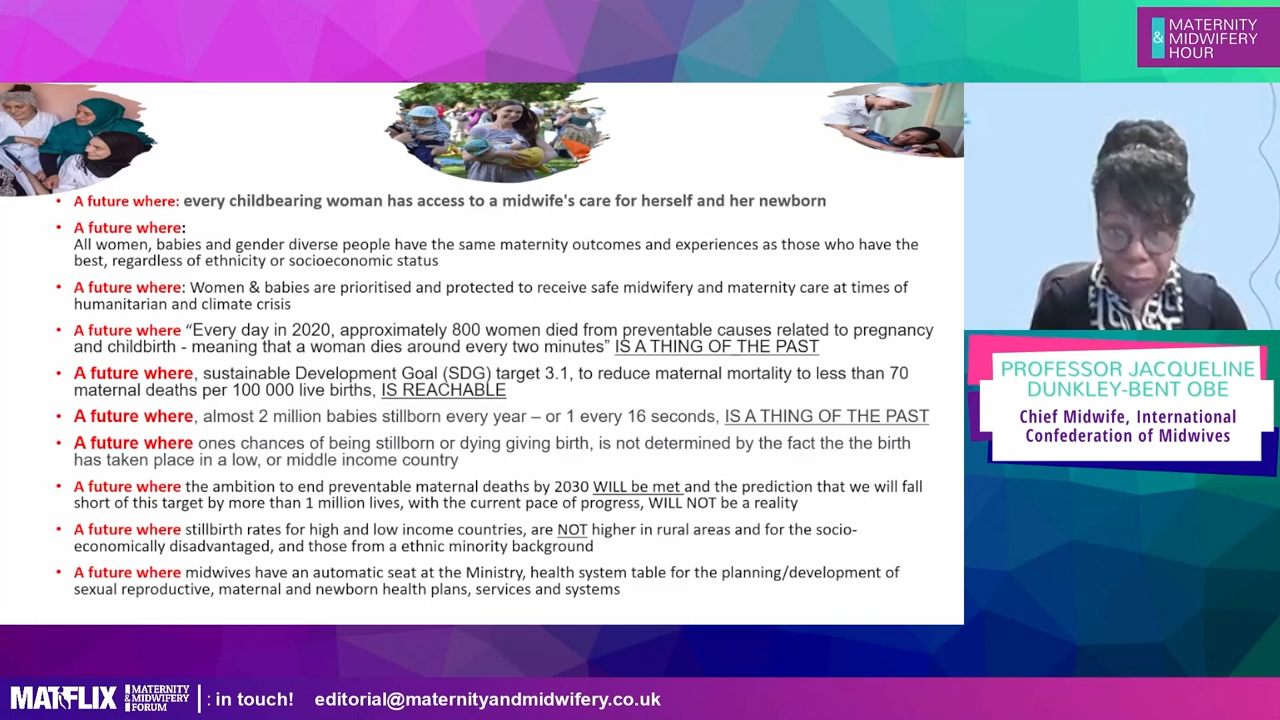 MATERNITY
& MIDWIFERY
HOUR
• A future where: every childbearing woman has access to a midwife's care for herself and her newborn
• A future where:
All women, babies and gender diverse people have the same maternity outcomes and experiences as those who have the
best, regardless of ethnicity or socioeconomic status
• A future where: Women & babies are prioritised and protected to receive safe midwifery and maternity care at times of
humanitarian and climate crisis
• A future where “Every day in 2020, approximately 800 women died from preventable causes related to pregnancy
and childbirth - meaning that a woman dies around every two minutes” IS A THING OF THE PAST
• A future where, sustainable Development Goal (SDG) target 3.1, to reduce maternal mortality to less than 70
maternal deaths per 100 000 live births, IS REACHABLE
• A future where, almost 2 million babies stillborn every year – or 1 every 16 seconds, IS A THING OF THE PAST
• A future where ones chances of being stillborn or dying giving birth, is not determined by the fact the the birth
has taken place in a low, or middle income country
• A future where the ambition to end preventable maternal deaths by 2030 WILL be met and the prediction that we will fall
short of this target by more than 1 million lives, with the current pace of progress, WILL NOT be a reality
• A future where stillbirth rates for high and low income countries, are NOT higher in rural areas and for the socio-
economically disadvantaged, and those from a ethnic minority background
• A future where midwives have an automatic seat at the Ministry, health system table for the planning/development of
sexual reproductive, maternal and newborn health plans, services and systems
PROFESSOR JACQUELINE
DUNKLEY-BENT OBE
Chief Midwife, International
Confederation of Midwives
MATFLIX
MATERNITY
& MIDWIFERY
FORUM
: in touch! editorial@maternityandmidwifery.co.uk